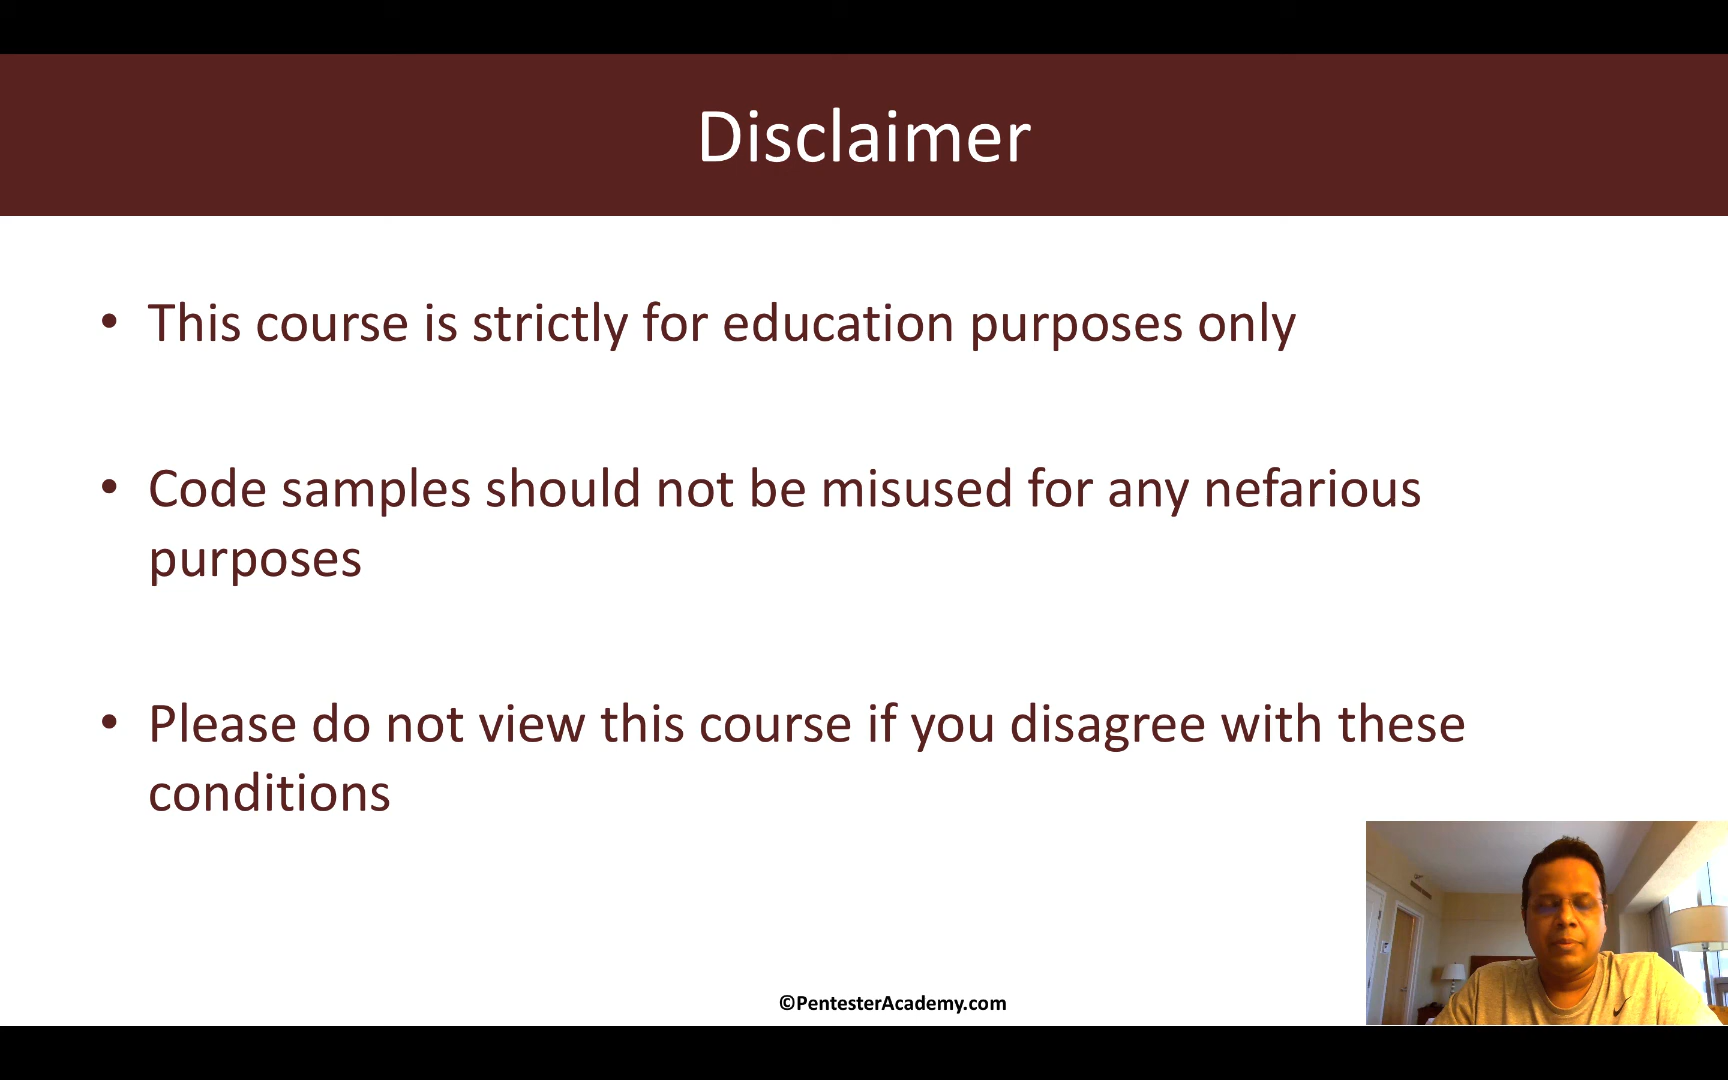 Disclaimer
• This course is strictly for education purposes only
• Code samples should not be misused for any nefarious
purposes
• Please do not view this course if you disagree with these
conditions
©PentesterAcademy.com